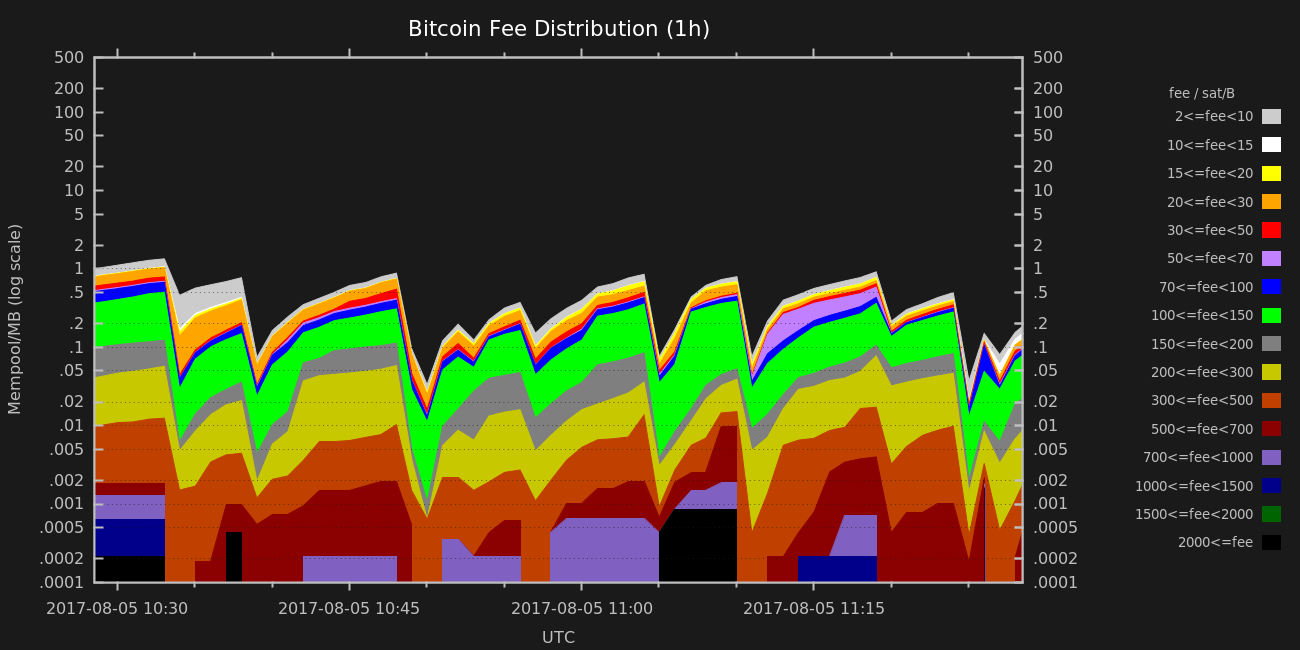 Bitcoin Fee Distribution (1h)
Mempool/MB (log scale)
500
200
100
50
20
10
5
2
1
.5
.2
.1
.05
.02
.01
.005
.002
.001
.0005
.0002
.0001
500
200
100
50
20
10
5
2
1
.5
.2
.1
.05
.02
.01
.005
.002
.001
.0005
.0002
.0001
2017-08-05 10:30 2017-08-05 10:45 2017-08-05 11:00 2017-08-05 11:15
UTC
fee / sat/B
2<=fee<10
10<=fee<15
15<=fee<20
20<=fee<30
30<=fee<50
50<=fee<70
70<=fee<100
100<=fee<150
150<=fee<200
200<=fee<300
300<=fee<500
500<=fee<700
700<=fee<1000
1000<=fee<1500
1500<=fee<2000
2000<=fee